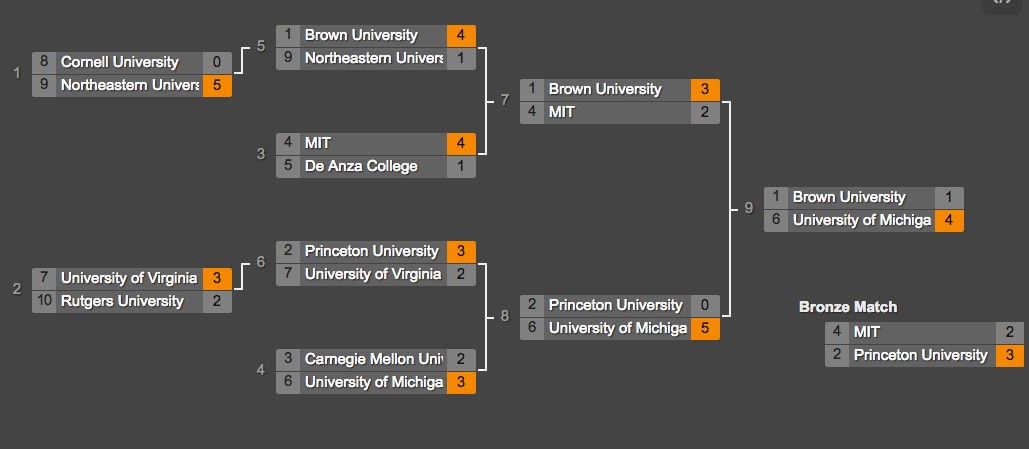 1
8 Cornell University 0
9 Northeastern Univers 5
2
7 University of Virginia 3
10 Rutgers University 2
5
1 Brown University 4
9 Northeastern Univers 1
3
4 MIT 4
5 De Anza College 1
6
2 Princeton University 3
7 University of Virginia 2
4
3 Carnegie Mellon Univ 2
6 University of Michiga 3
7
1 Brown University 3
4 MIT 2
8
2 Princeton University 0
6 University of Michiga 5
9
1 Brown University 1
6 University of Michiga 4
Bronze Match
4 MIT 2
2 Princeton University 3